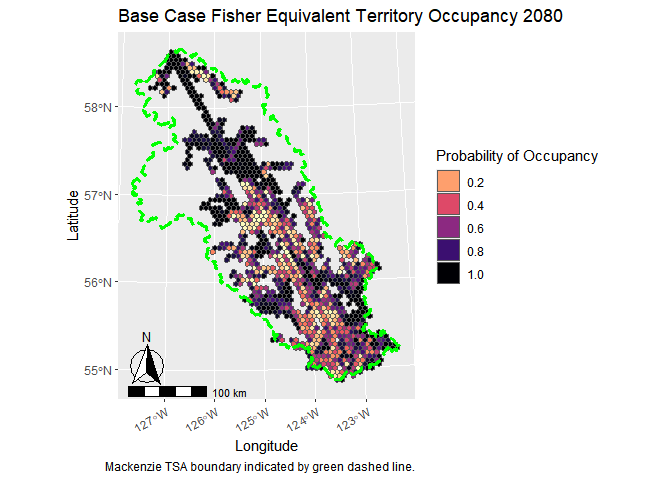 Base Case Fisher Equivalent Territory Occupancy 2080
58°N
57°N
56°N
55°N
Latitude
N
100 km
127°W
126°W
125°W
124°W
123°W
Longitude
Mackenzie TSA boundary indicated by green dashed line.
Probability of Occupancy
0.2
0.4
0.6
0.8
1.0